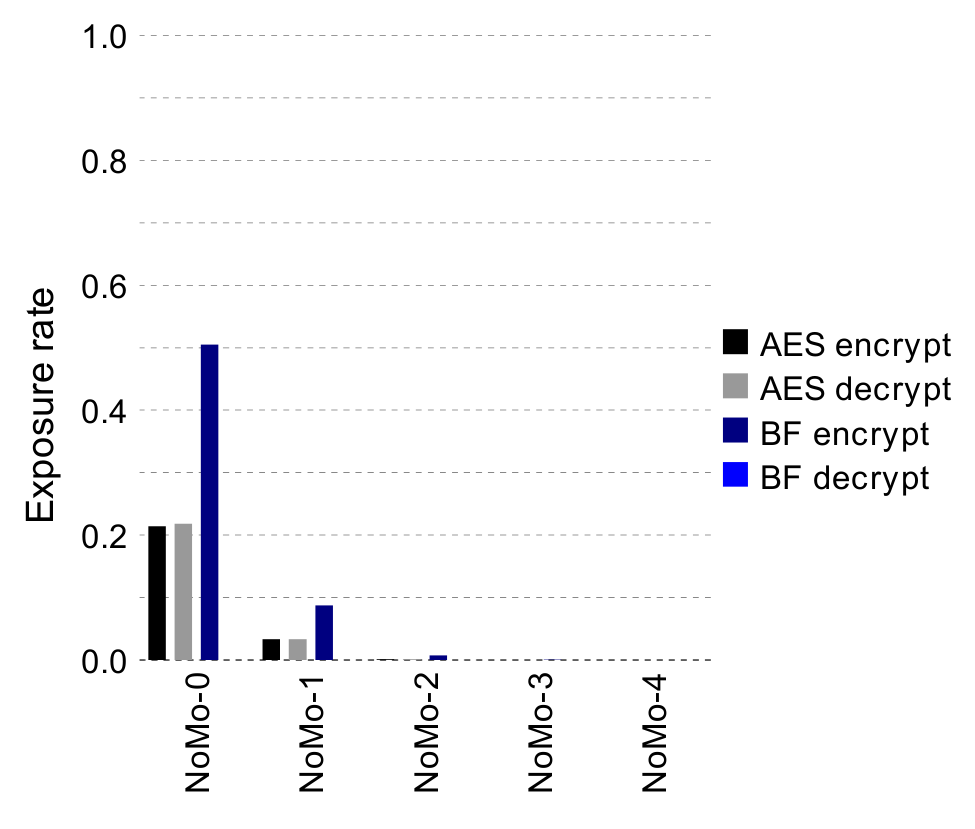 1.0
0.8
0.6
0.4
0.2
0.0
Exposure rate
NoMo-0
NoMo-1
NoMo-2
NoMo-3
NoMo-4
AES encrypt
AES decrypt
BF encrypt
BF decrypt